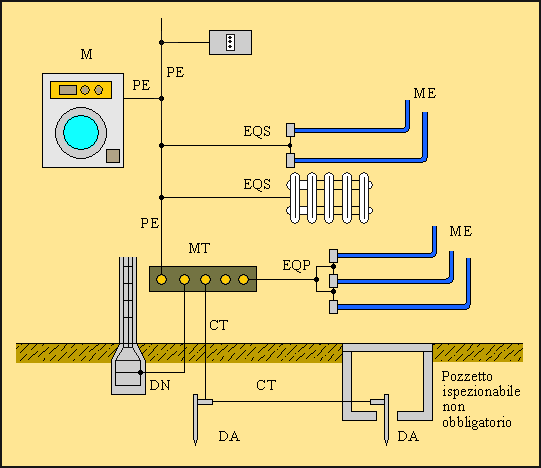 M
PE
PE
ME
EQS
EQS
PE
ME
MT
EQP
CT
DN
CT
DA
DA
Pozzetto
ispezionabile
non
obbligatorio